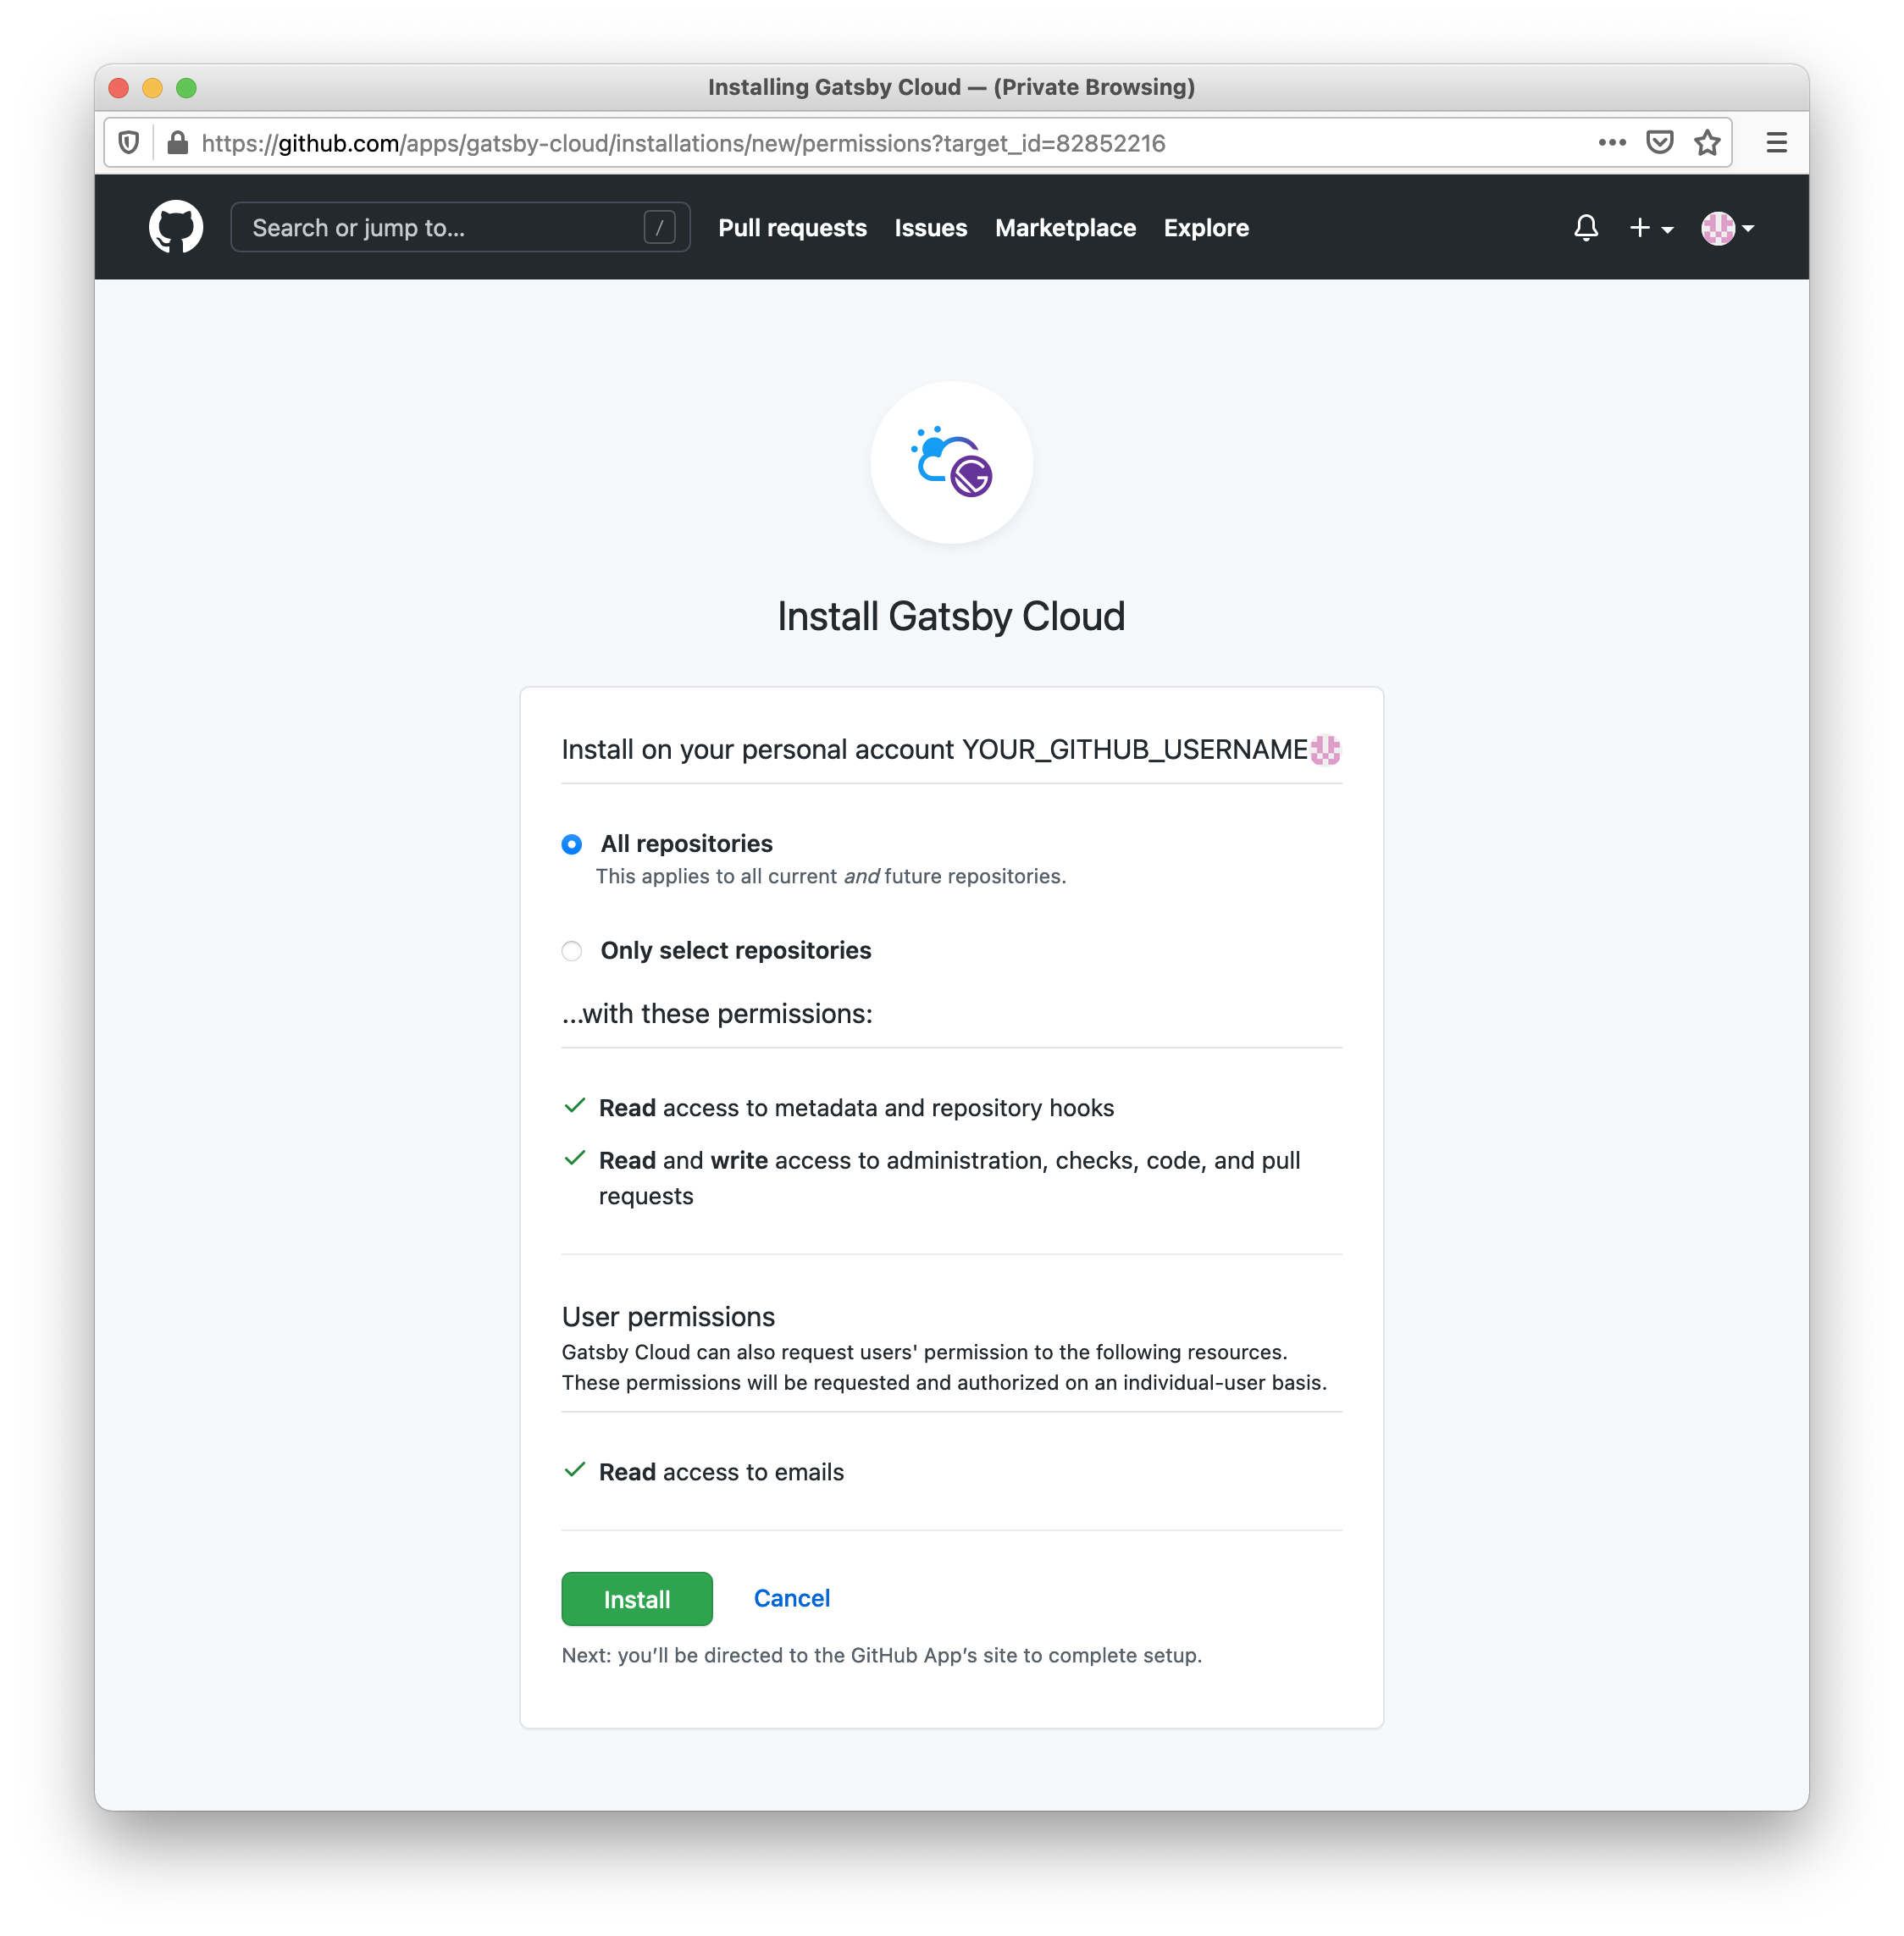 Installing Gatsby Cloud — (Private Browsing)
https://github.com/apps/gatsby-cloud/installations/new/permissions?target_id=82852216
Search or jump to... / Pull requests Issues Marketplace Explore
Install Gatsby Cloud
Install on your personal account YOUR_GITHUB_USERNAME
All repositories
This applies to all current and future repositories.
Only select repositories
...with these permissions:
Read access to metadata and repository hooks
Read and write access to administration, checks, code, and pull
requests
User permissions
Gatsby Cloud can also request users' permission to the following resources.
These permissions will be requested and authorized on an individual-user basis.
Read access to emails
Install Cancel
Next: you’ll be directed to the GitHub App’s site to complete setup.